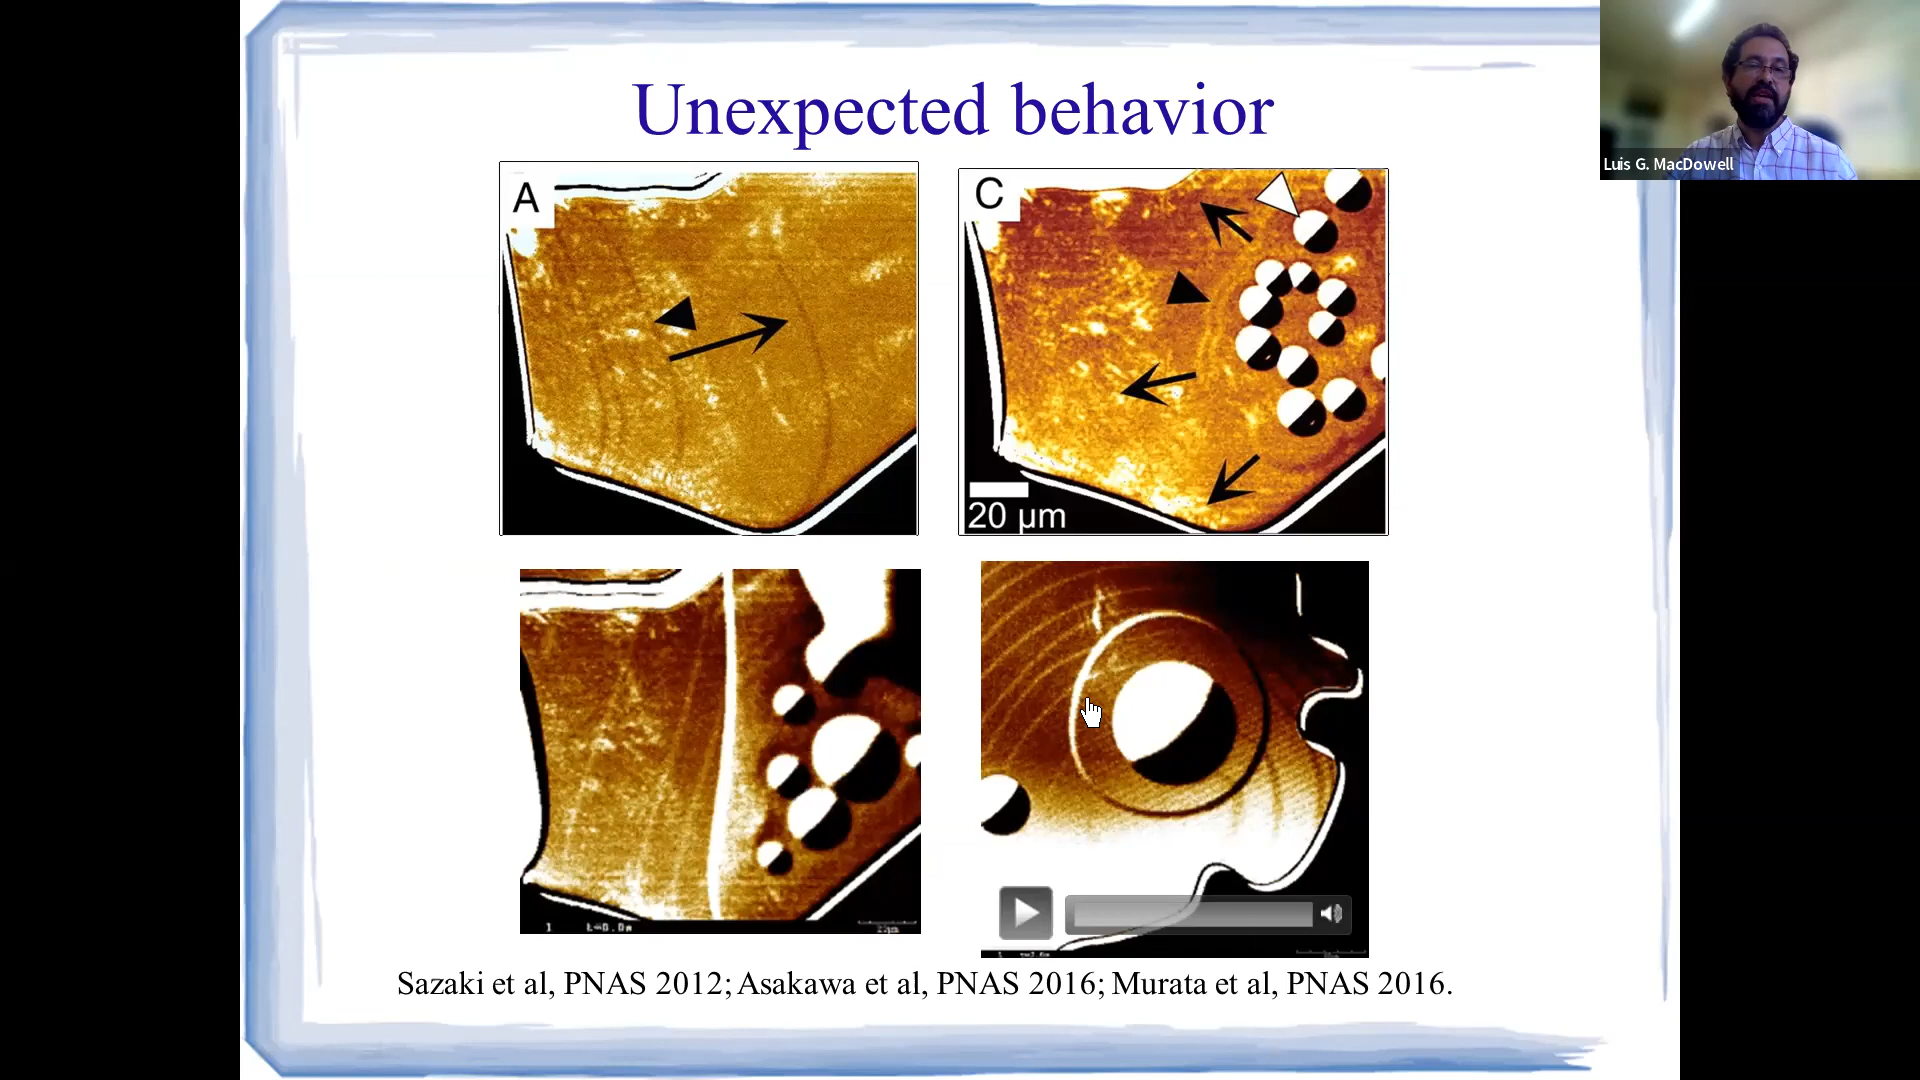 Unexpected behavior
Luis G. MacDowell
A
C
20 µm
1
Sazaki et al, PNAS 2012; Asakawa et al, PNAS 2016; Murata et al, PNAS 2016.